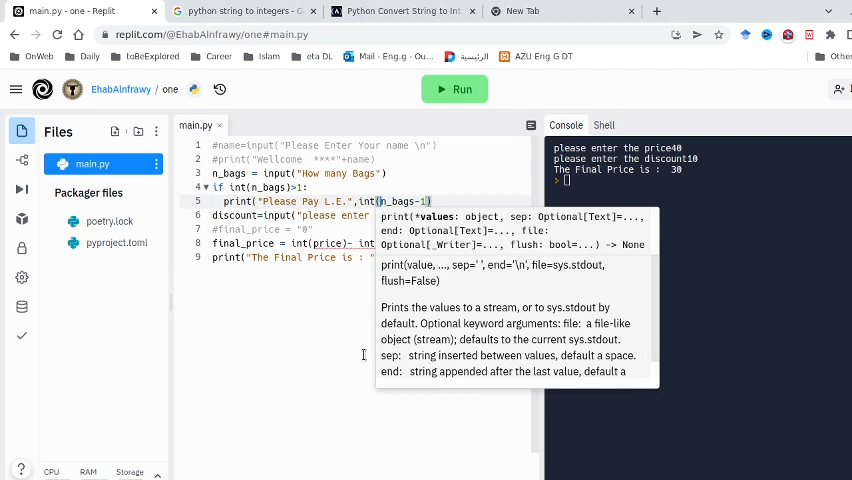 main.py - one - Replit
python string to integers - G
Python Convert String to Int
New Tab
replit.com/@EhabAlnfrawy/one#main.py
OnWeb
Daily
toBeExplored
Career
Islam
eta DL
Mail - Eng.g - Out...
الرئيسية
AZU Eng G DT
Other
EhabAlnfrawy / one
Run
Files
main.py
Packager files
poetry.lock
pyproject.toml
CPU RAM Storage
main.py
1 #name=input("Please Enter Your name \n")
2 #print("Wellcome ****"+name)
3 n_bags = input("How many Bags")
4 if int(n_bags)>1:
5 print("Please Pay L.E.",int(n_bags-1)
6 discount=input("please enter
7 #final_price = "0"
8 final_price = int(price)- int
9 print("The Final Price is : "
print(*values: object, sep: Optional[Text]=...,
end: Optional[Text]=..., file:
Optional[_Writer]=..., flush: bool=...) -> None
print(value, ..., sep=' ', end='\n', file=sys.stdout,
flush=False)
Prints the values to a stream, or to sys.stdout by
default. Optional keyword arguments: file: a file-like
object (stream); defaults to the current sys.stdout.
sep: string inserted between values, default a space.
end: string appended after the last value, default a
Console
Shell
please enter the price40
please enter the discount10
The Final Price is : 30